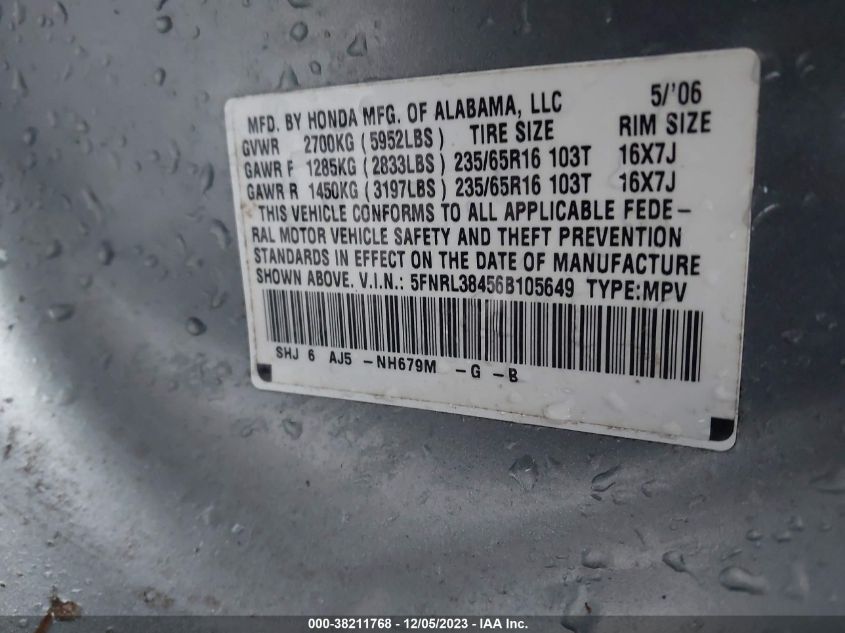 MFD. BY HONDA MFG. OF ALABAMA, LLC 5/'06
GVWR 2700KG (5952LBS) TIRE SIZE RIM SIZE
GAWR F 1285KG (2833LBS) 235/65R16 103T 16X7J
GAWR R 1450KG (3197LBS) 235/65R16 103T 16X7J
THIS VEHICLE CONFORMS TO ALL APPLICABLE FEDE-
RAL MOTOR VEHICLE SAFETY AND THEFT PREVENTION
STANDARDS IN EFFECT ON THE DATE OF MANUFACTURE
SHOWN ABOVE. V.I.N.: 5FNRL38456B105649 TYPE:MPV
SHJ 6 AJ5 -NH679M -G -B
000-38211768 - 12/05/2023 - IAA Inc.